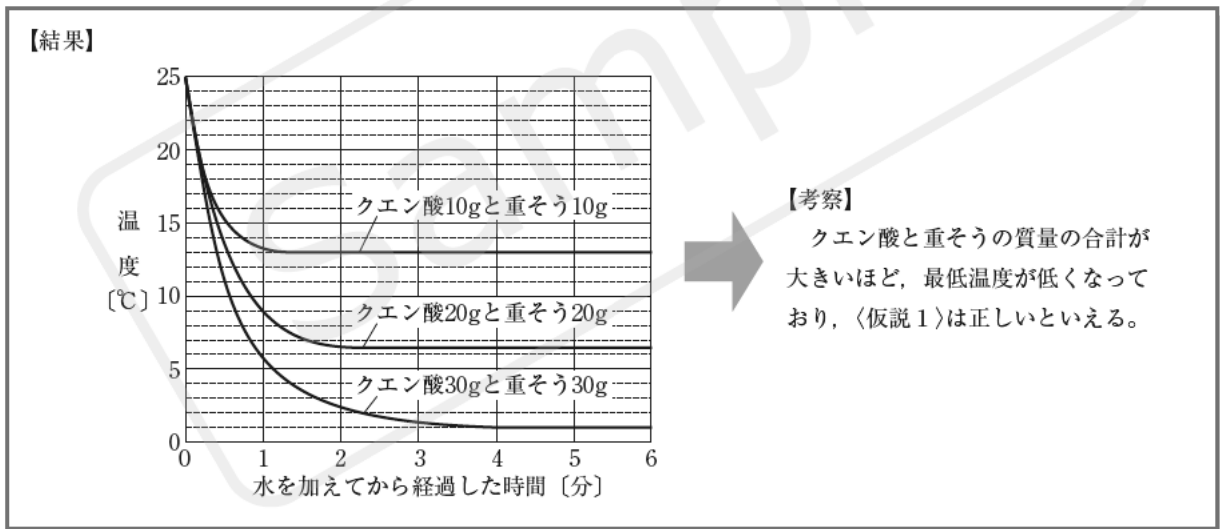 【結果】
25
20
15
10
5
0
温
度
〔℃〕
クエン酸10gと重そう10g
クエン酸20gと重そう20g
クエン酸30gと重そう30g
0 1 2 3 4 5 6
水を加えてから経過した時間〔分〕
【考察】
クエン酸と重そうの質量の合計が
大きいほど，最低温度が低くなって
おり，〈仮説1〉は正しいといえる。
Sample